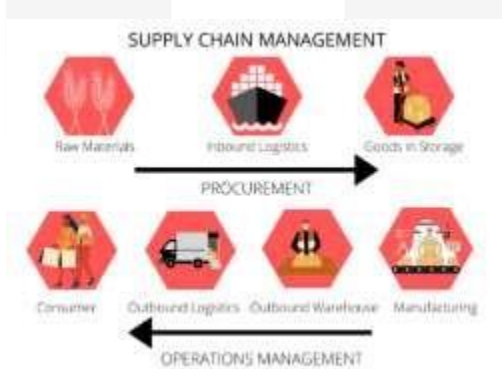 SUPPLY CHAIN MANAGEMENT
Raw Materials Inbound Logistics Goods in Storage
PROCUREMENT
Consumer Outbound Logistics Outbound Warehouse Manufacturing
OPERATIONS MANAGEMENT